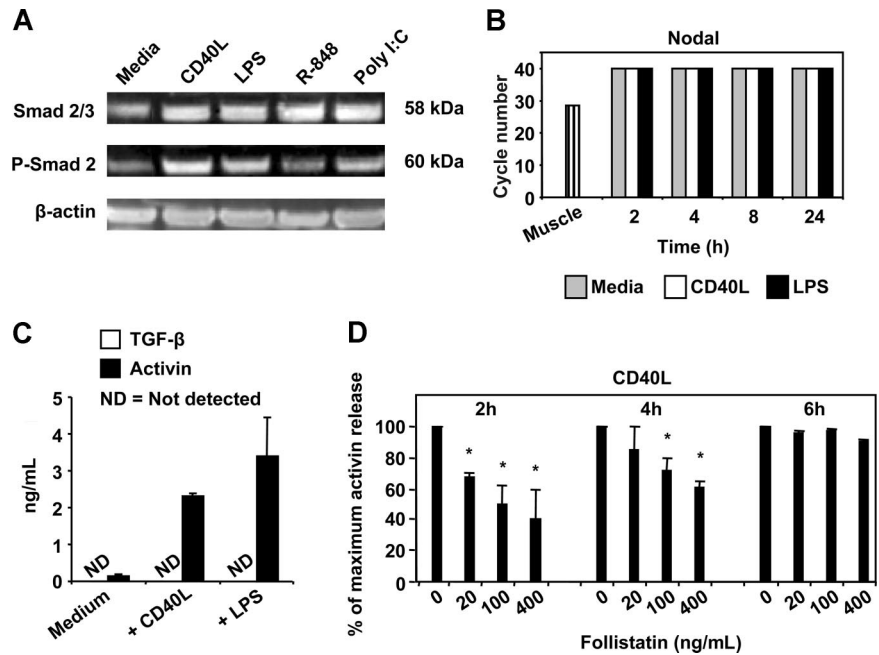 A
Media
CD40L
LPS
R-848
Poly I:C
Smad 2/3
58 kDa
P-Smad 2
60 kDa
β-actin
B
Nodal
Cycle number
40
30
20
10
0
Muscle
2
4
8
24
Time (h)
Media
CD40L
LPS
C
TGF-β
Activin
ND = Not detected
ng/mL
5
4
3
2
1
0
ND
ND
ND
Medium
+ CD40L
+ LPS
D
CD40L
2h
4h
6h
% of maximum activin release
100
80
60
40
20
100
0
*
*
*
*
*
0
20
100
400
0
20
100
400
0
20
100
400
Follistatin (ng/mL)